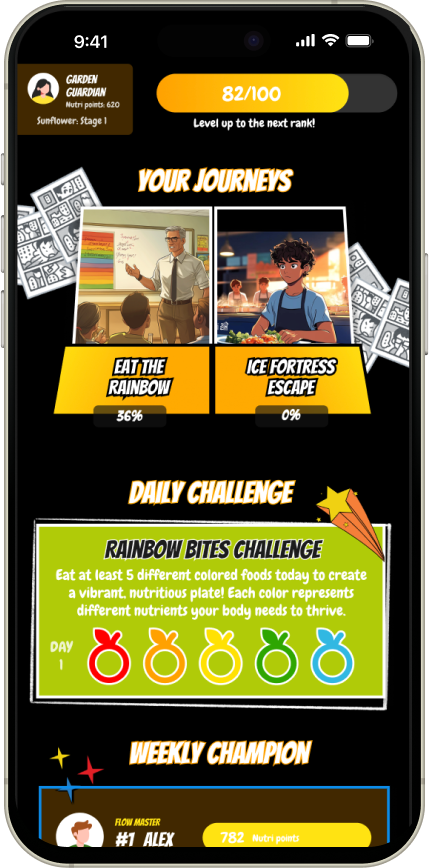 9:41
GARDEN
GUARDIAN
Nutri points: 620
Sunflower: Stage 1
82/100
Level up to the next rank!
YOUR JOURNEYS
EAT THE
RAINBOW
36%
ICE FORTRESS
ESCAPE
0%
DAILY CHALLENGE
RAINBOW BITES CHALLENGE
Eat at least 5 different colored foods today to create
a vibrant, nutritious plate! Each color represents
different nutrients your body needs to thrive.
DAY
1
WEEKLY CHAMPION
FLOW MASTER
#1 ALEX
782 Nutri points